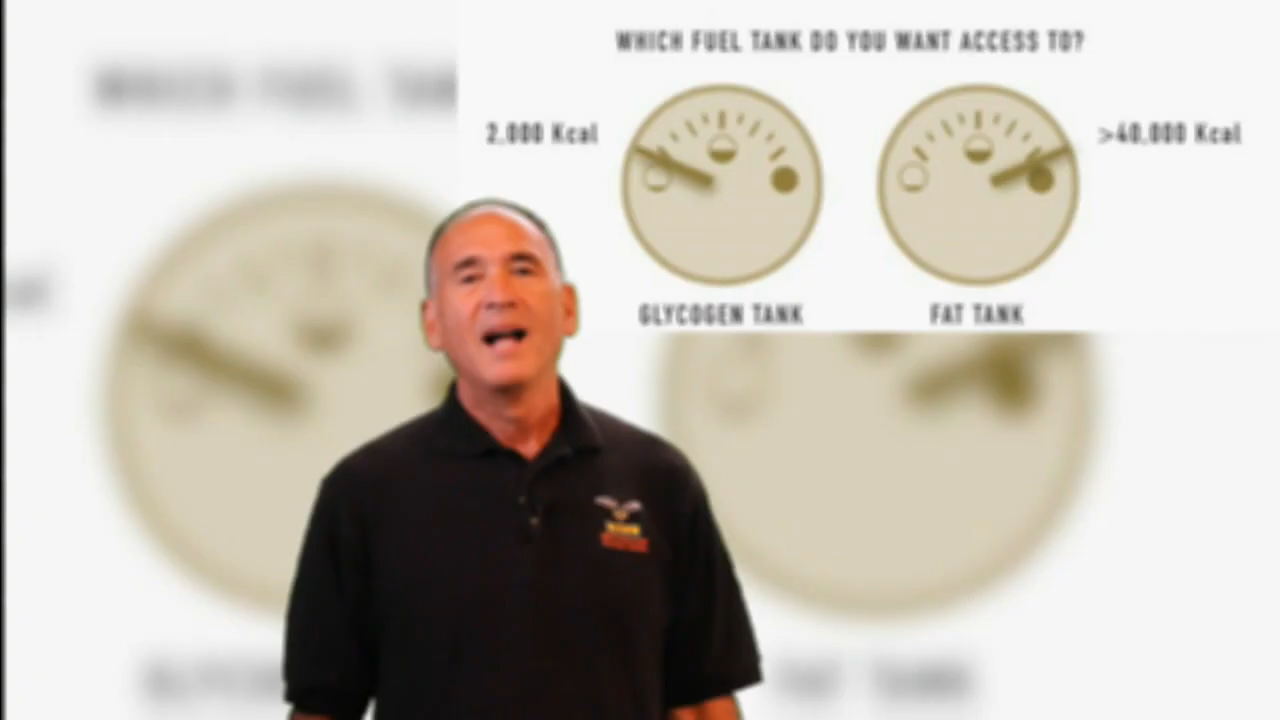 WHICH FUEL TANK DO YOU WANT ACCESS TO?
2,000 Kcal
>40,000 Kcal
GLYCOGEN TANK
FAT TANK